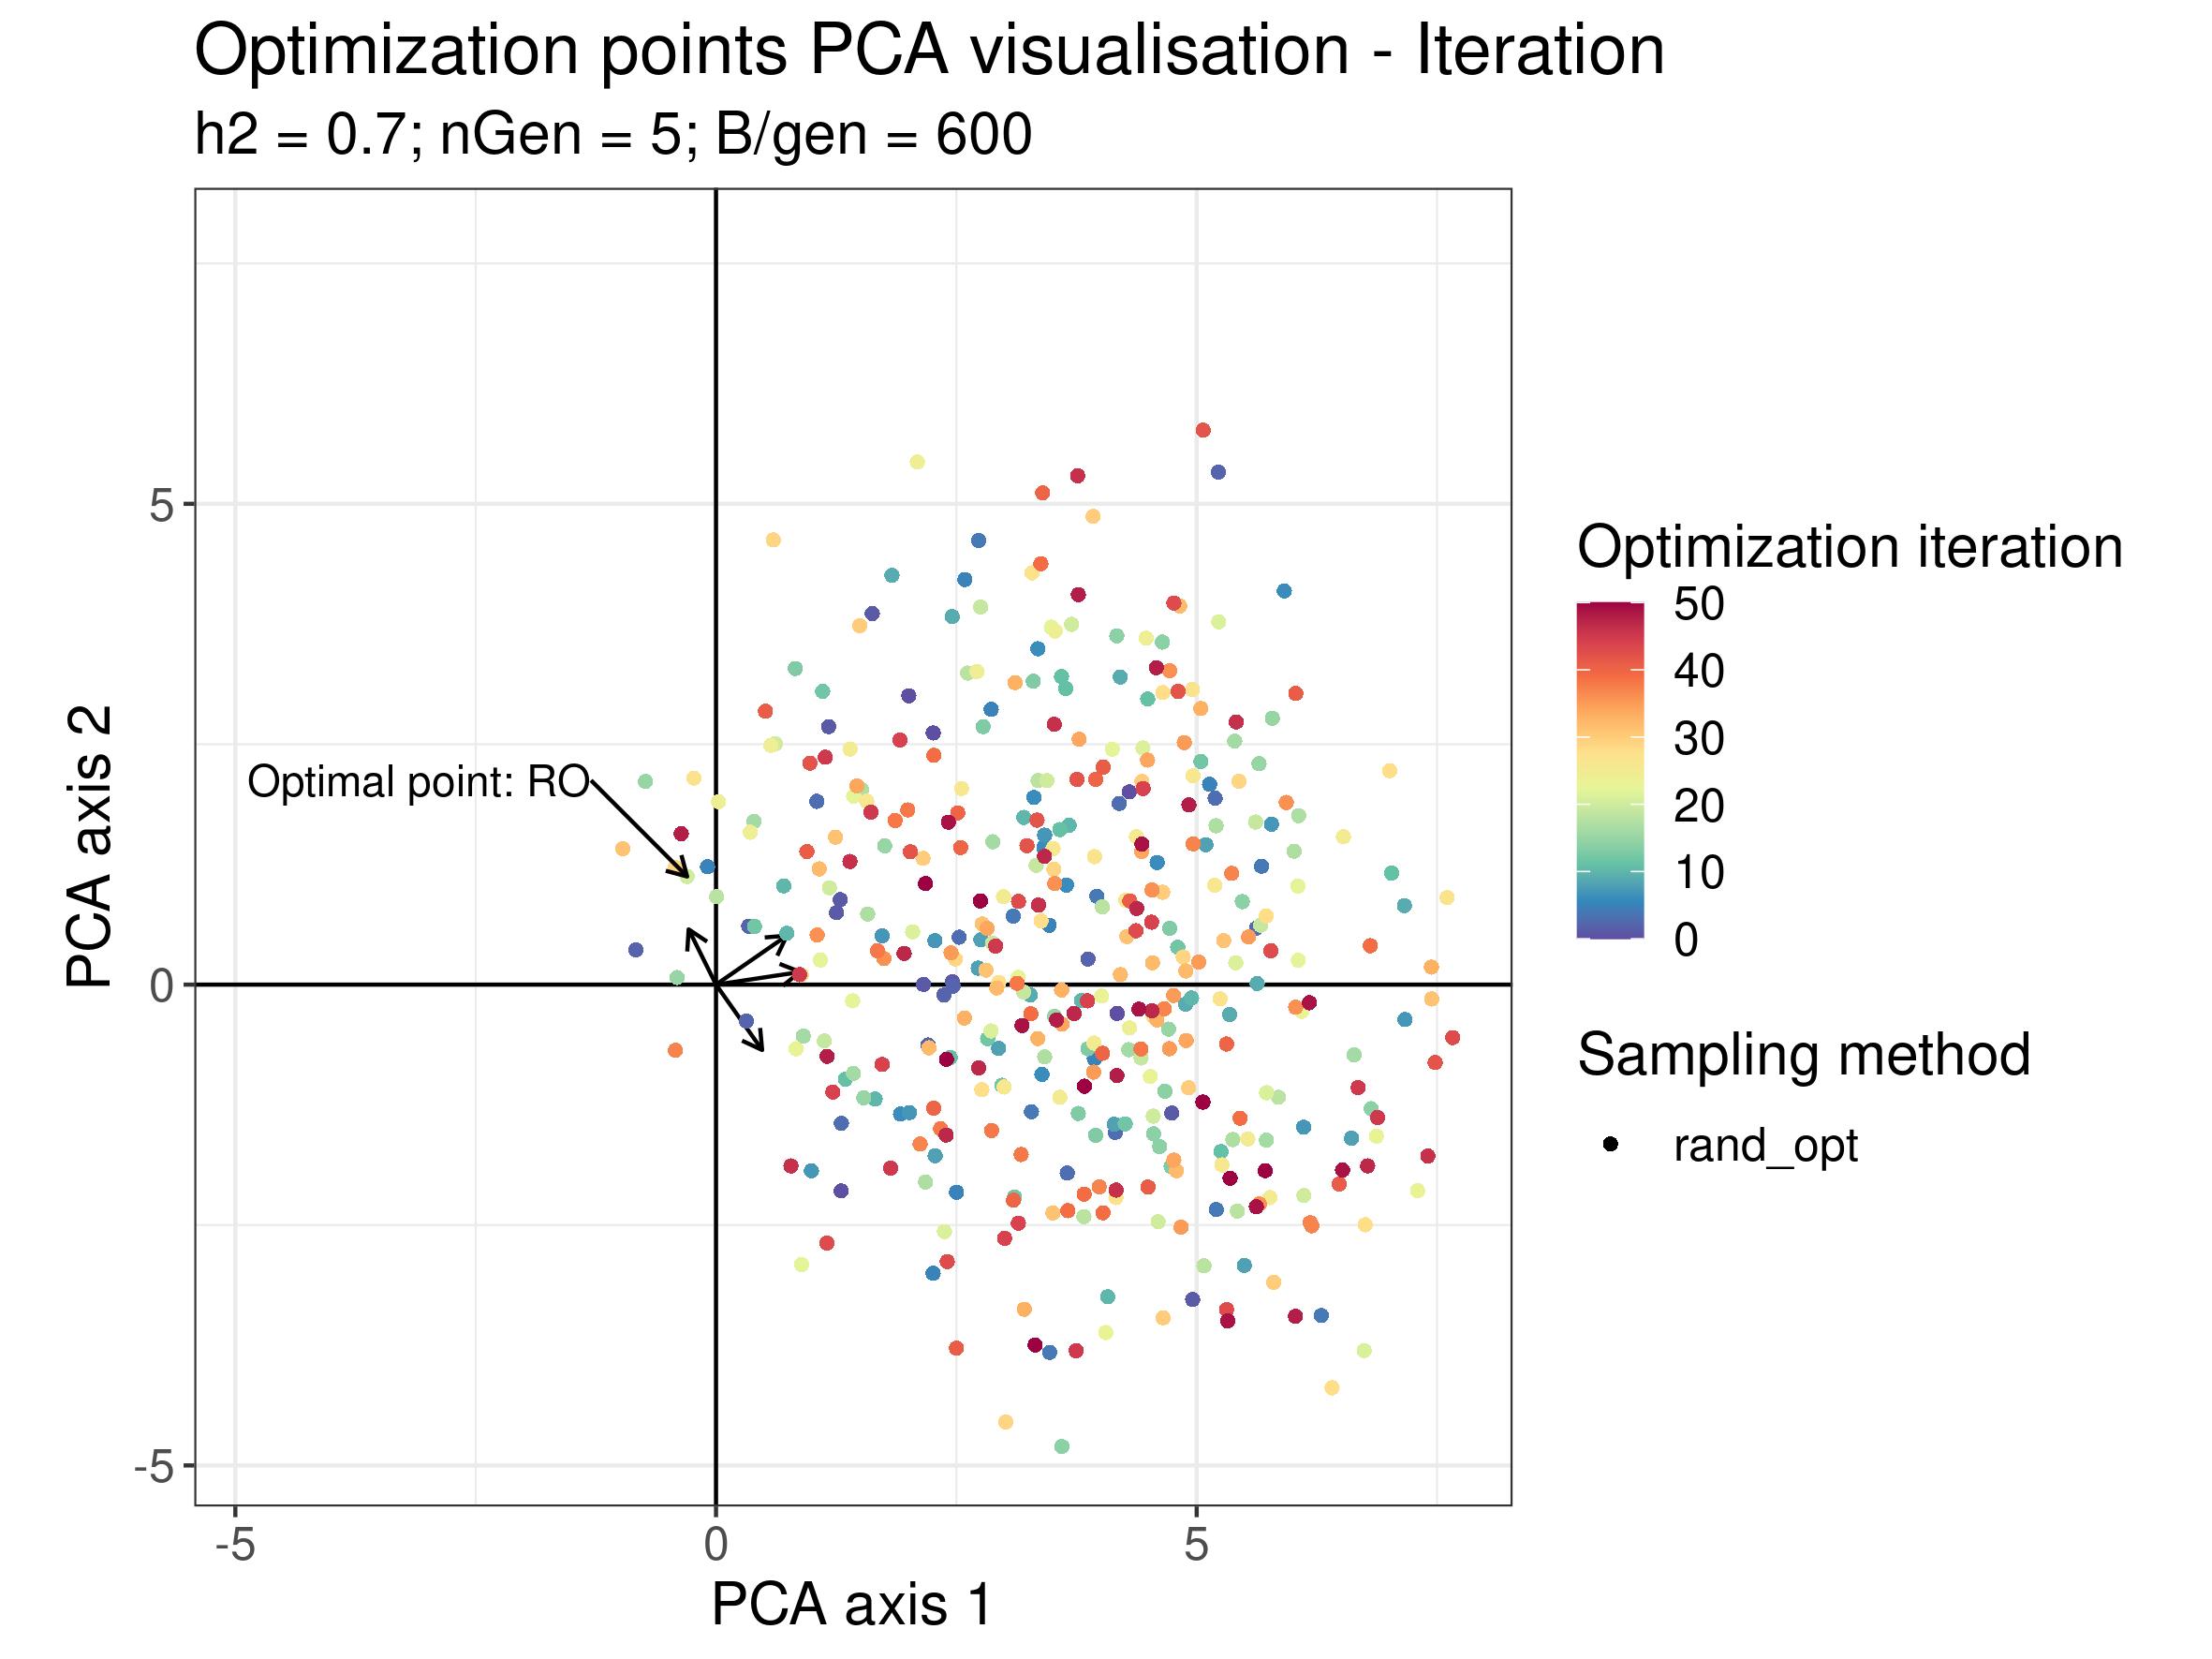 Optimization points PCA visualisation - Iteration
h2 = 0.7; nGen = 5; B/gen = 600
PCA axis 2
5
0
-5
Optimal point: RO
-5
0
5
PCA axis 1
Optimization iteration
50
40
30
20
10
0
Sampling method
rand_opt